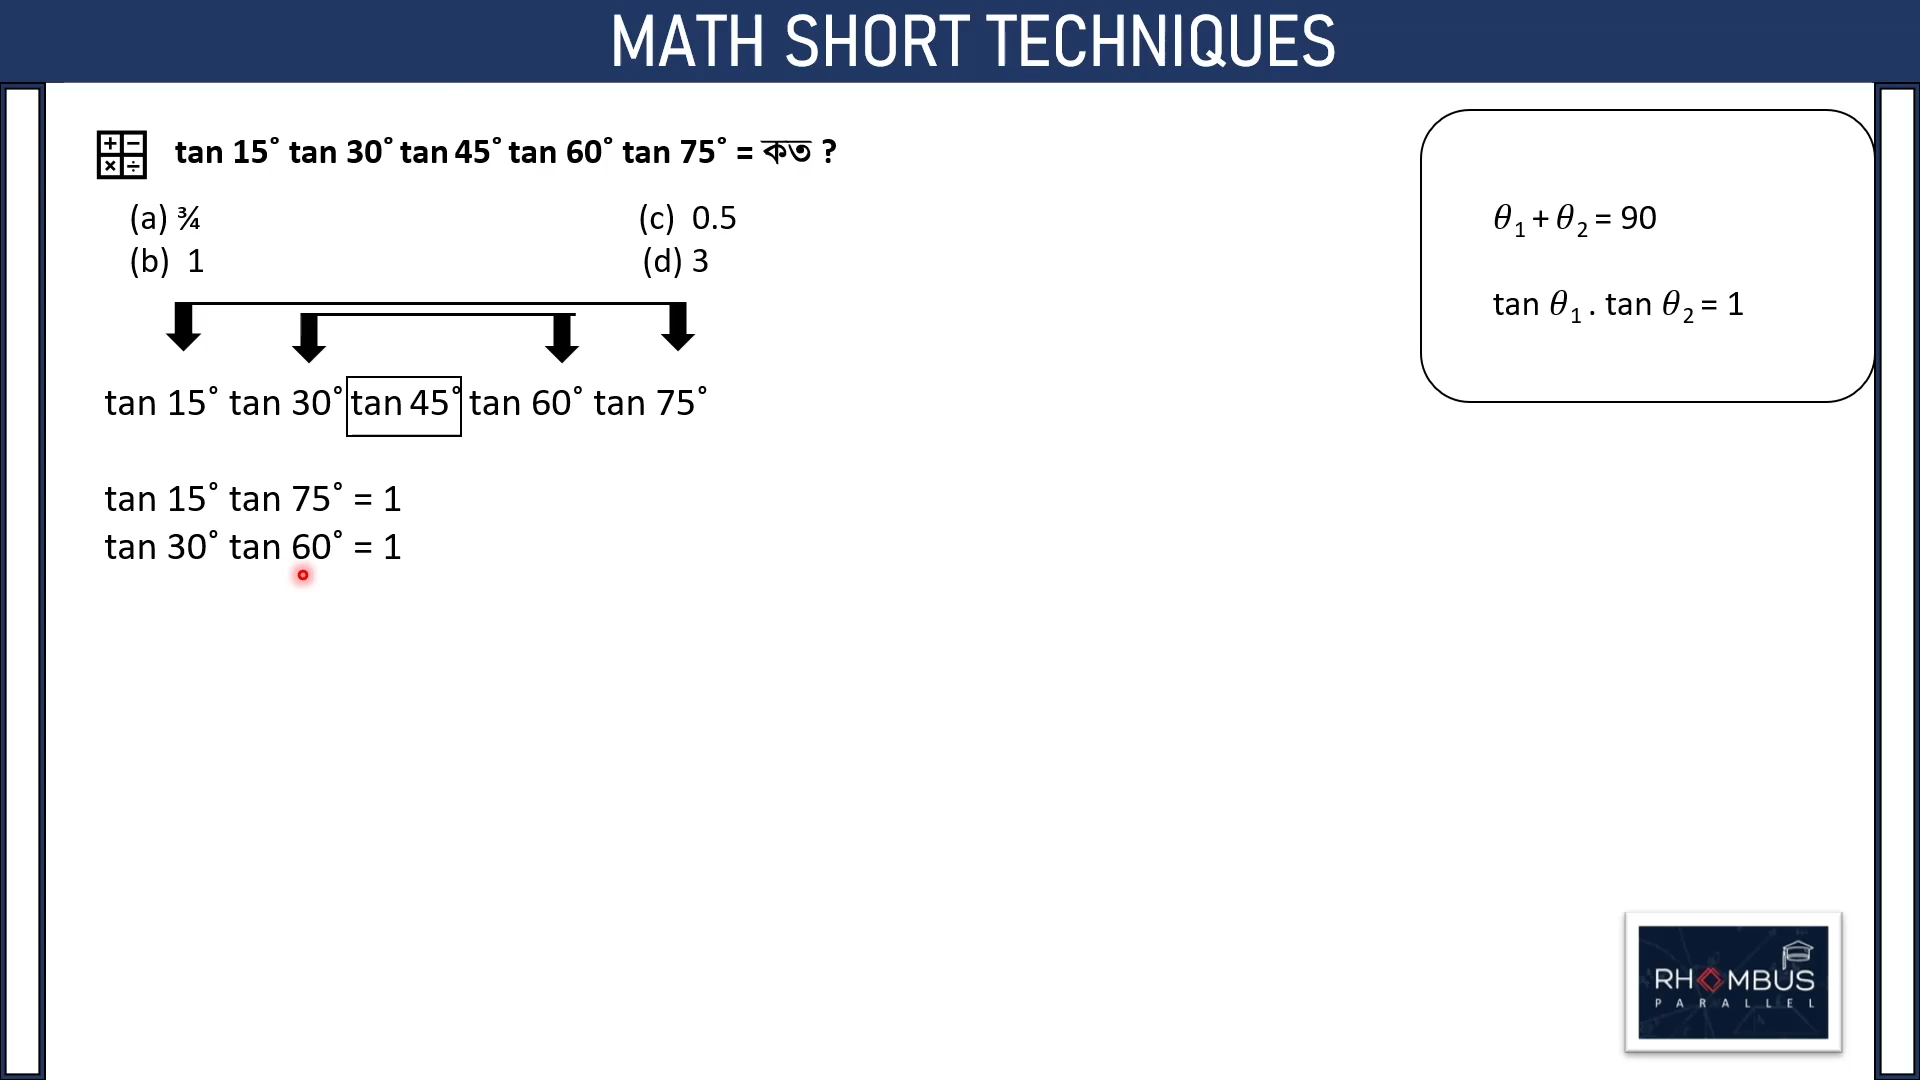 MATH SHORT TECHNIQUES
tan 15° tan 30° tan 45° tan 60° tan 75° = কত ?
(a) ¾
(b) 1
(c) 0.5
(d) 3
tan 15° tan 30° tan 45° tan 60° tan 75°
tan 15° tan 75° = 1
tan 30° tan 60° = 1
θ₁ + θ₂ = 90
tan θ₁ . tan θ₂ = 1
RHOMBUS
PARALLEL